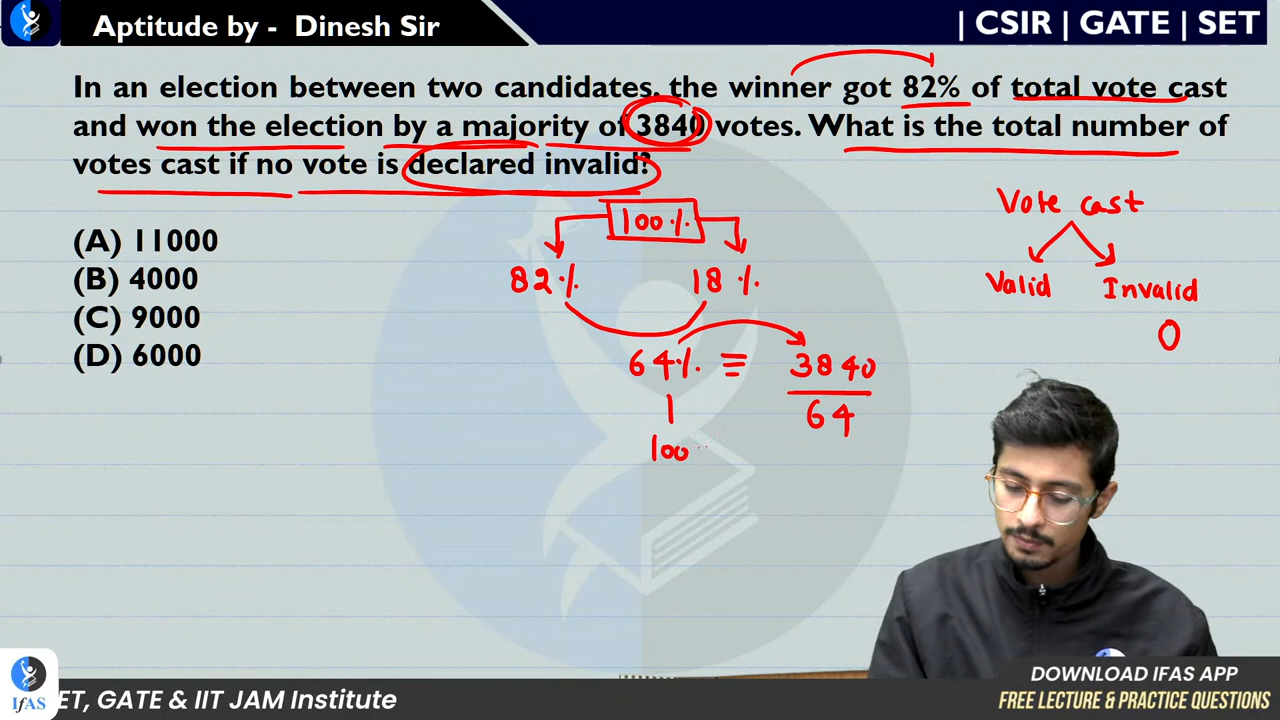 Aptitude by - Dinesh Sir
| CSIR | GATE | SET
In an election between two candidates, the winner got 82% of total vote cast
and won the election by a majority of 3840 votes. What is the total number of
votes cast if no vote is declared invalid?
(A) 11000
(B) 4000
(C) 9000
(D) 6000
100%
82% 18%
64% ≡ 3840
64
1
100
Vote cast
Valid Invalid
0
IFAS
ET, GATE & IIT JAM Institute
DOWNLOAD IFAS APP
FREE LECTURE & PRACTICE QUESTIONS